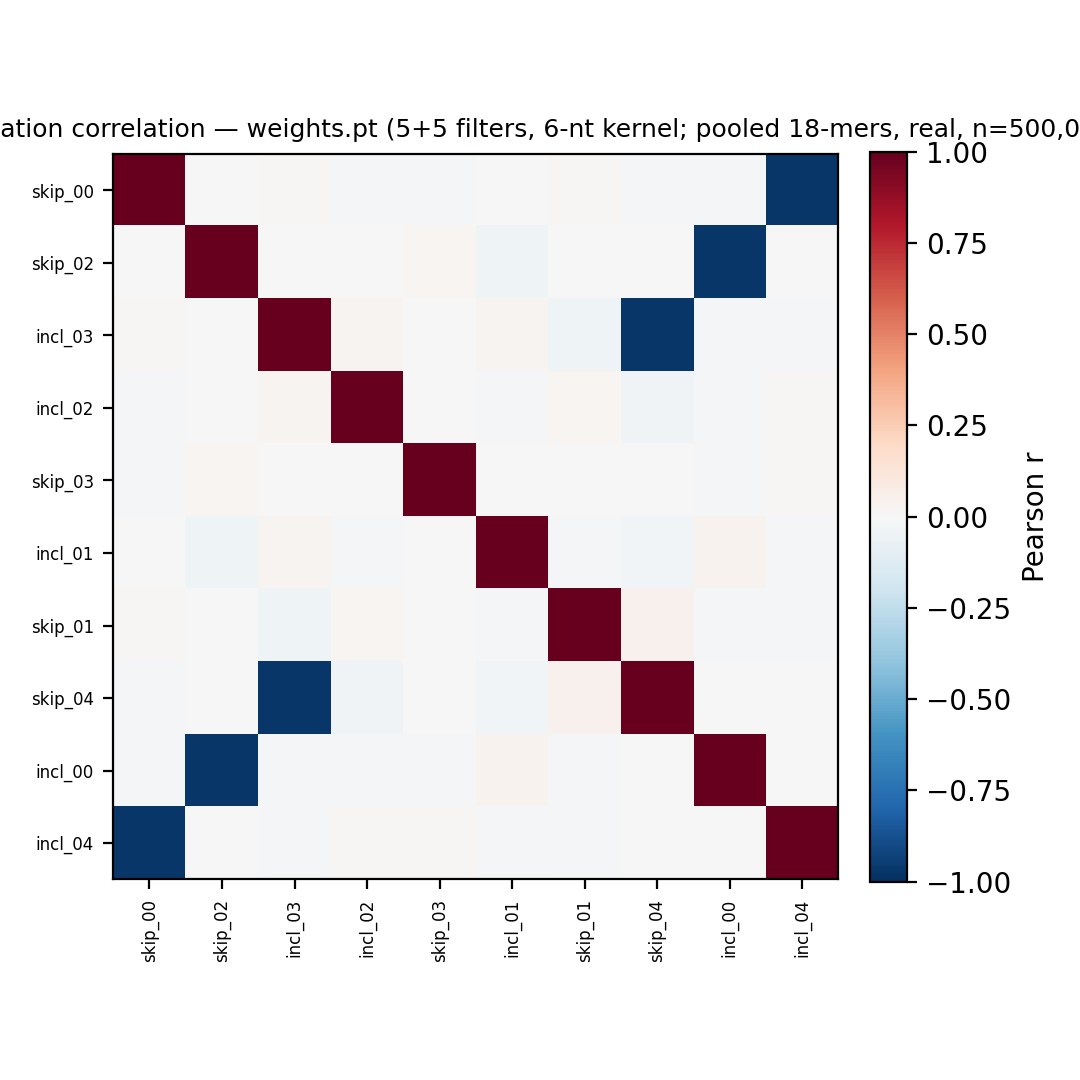 ation correlation — weights.pt (5+5 filters, 6-nt kernel; pooled 18-mers, real, n=500,0
skip_00
skip_02
incl_03
incl_02
skip_03
incl_01
skip_01
skip_04
incl_00
incl_04
skip_00
skip_02
incl_03
incl_02
skip_03
incl_01
skip_01
skip_04
incl_00
incl_04
1.00
0.75
0.50
0.25
0.00
−0.25
−0.50
−0.75
−1.00
Pearson r